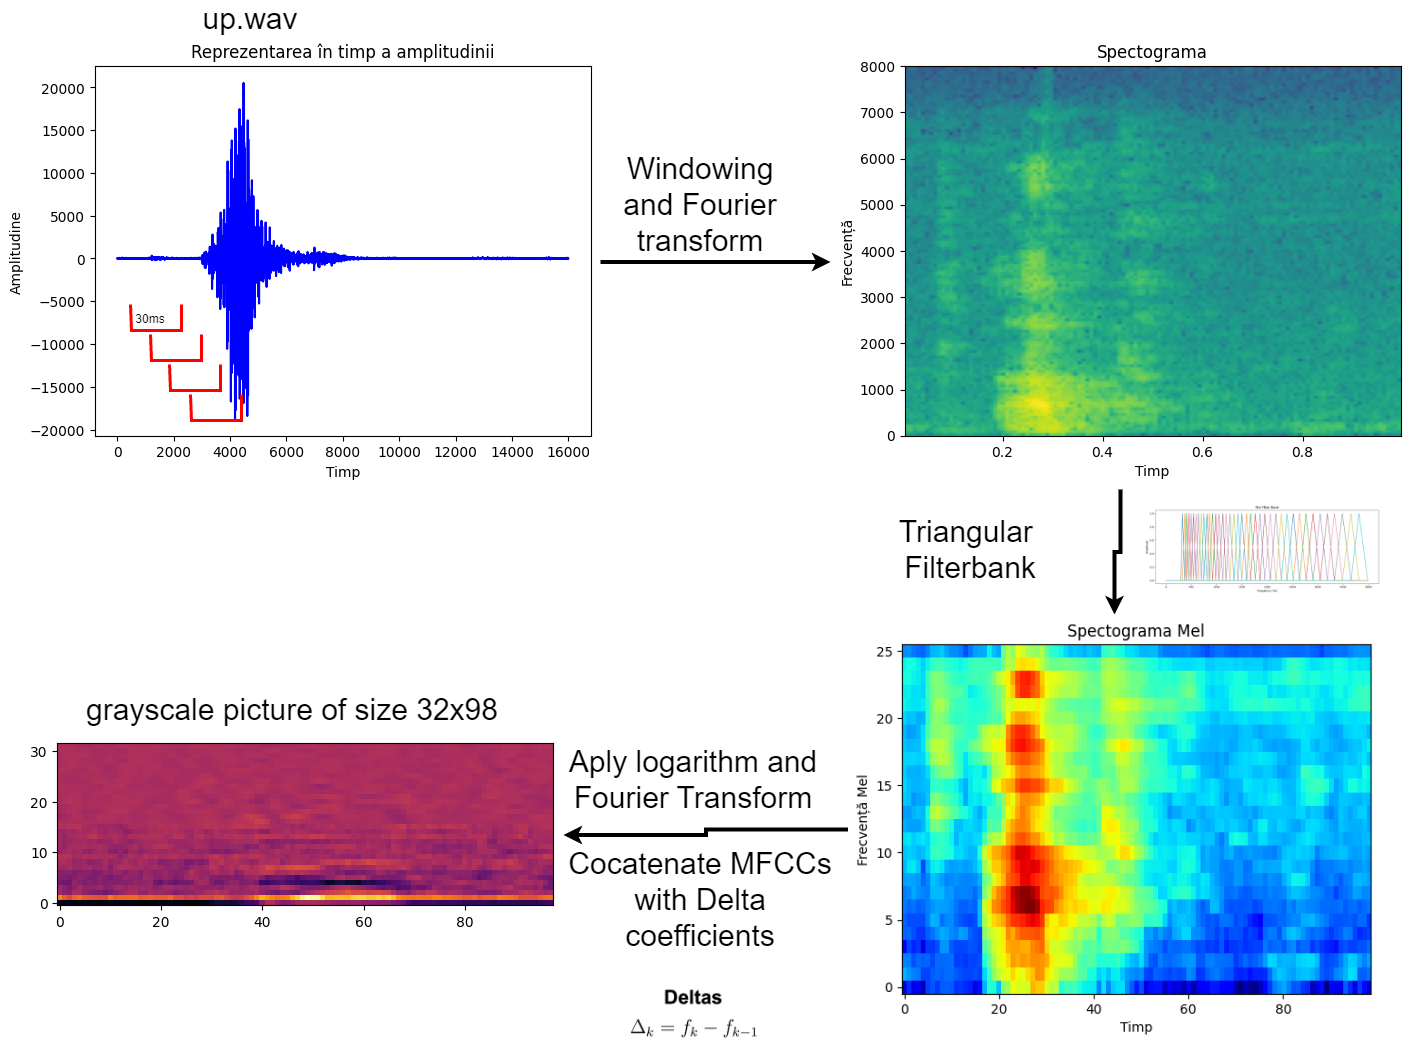 up.wav
Reprezentarea în timp a amplitudinii
Amplitudine
20000
15000
10000
5000
0
−5000
−10000
−15000
−20000
30ms
0 2000 4000 6000 8000 10000 12000 14000 16000
Timp
Windowing
and Fourier
transform
Spectograma
Frecvență
8000
7000
6000
5000
4000
3000
2000
1000
0
0.2 0.4 0.6 0.8
Timp
Triangular
Filterbank
Spectograma Mel
Frecvență Mel
25
20
15
10
5
0
0 20 40 60 80
Timp
Aply logarithm and
Fourier Transform
Cocatenate MFCCs
with Delta
coefficients
Deltas
Δₖ = fₖ − fₖ₋₁
grayscale picture of size 32x98
30
20
10
0
0 20 40 60 80